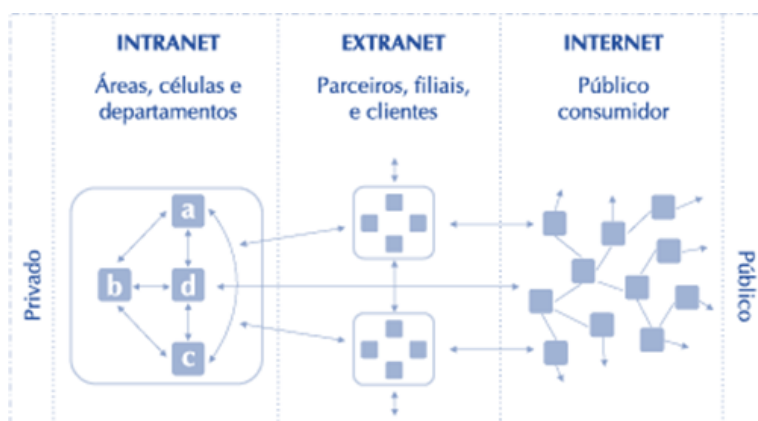 INTRANET
Áreas, células e
departamentos
EXTRANET
Parceiros, filiais,
e clientes
INTERNET
Público
consumidor
Privado
a
b
d
c
Público